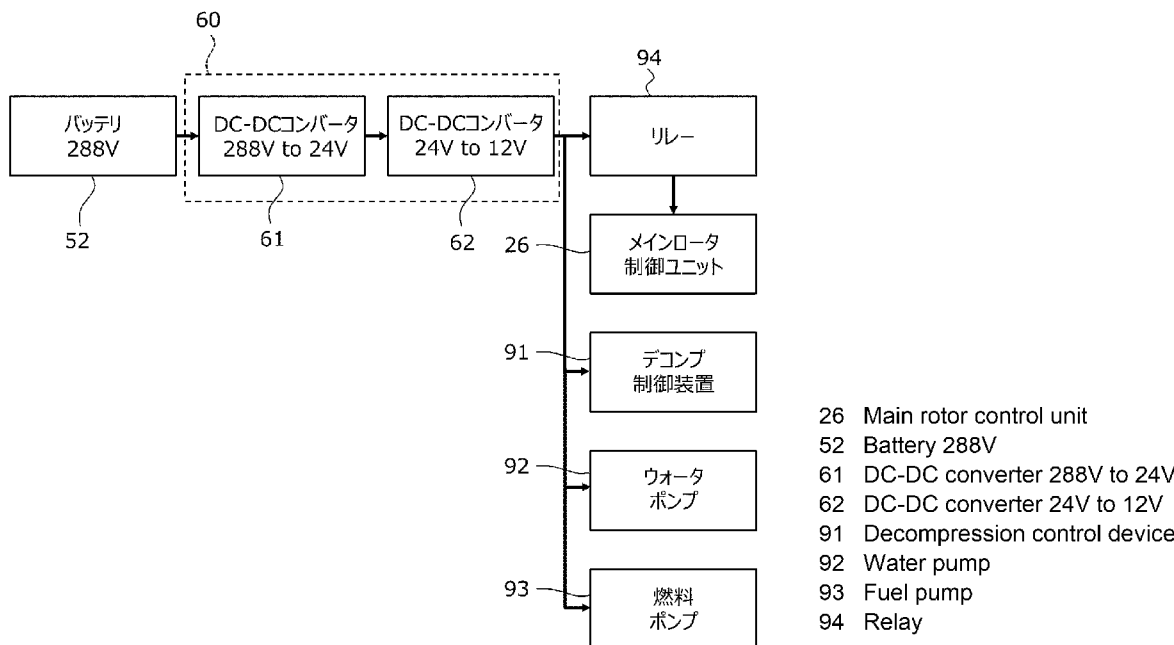 60
94
バッテリ
288V
DC-DCコンバータ
288V to 24V
DC-DCコンバータ
24V to 12V
リレー
52
61
62
26
メインロータ
制御ユニット
91
デコンプ
制御装置
92
ウォータ
ポンプ
93
燃料
ポンプ
26 Main rotor control unit
52 Battery 288V
61 DC-DC converter 288V to 24V
62 DC-DC converter 24V to 12V
91 Decompression control device
92 Water pump
93 Fuel pump
94 Relay